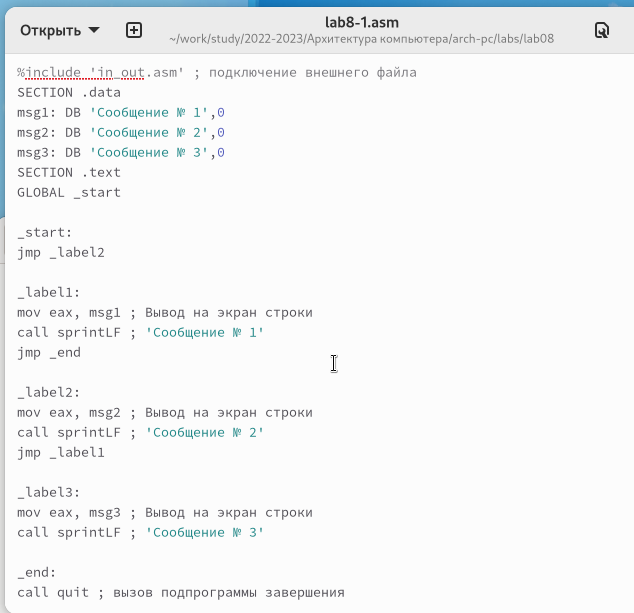 Открыть
lab8-1.asm
~/work/study/2022-2023/Архитектура компьютера/arch-pc/labs/lab08
%include 'in_out.asm' ; подключение внешнего файла
SECTION .data
msg1: DB 'Сообщение № 1',0
msg2: DB 'Сообщение № 2',0
msg3: DB 'Сообщение № 3',0
SECTION .text
GLOBAL _start
_start:
jmp _label2
_label1:
mov eax, msg1 ; Вывод на экран строки
call sprintLF ; 'Сообщение № 1'
jmp _end
_label2:
mov eax, msg2 ; Вывод на экран строки
call sprintLF ; 'Сообщение № 2'
jmp _label1
_label3:
mov eax, msg3 ; Вывод на экран строки
call sprintLF ; 'Сообщение № 3'
_end:
call quit ; вызов подпрограммы завершения